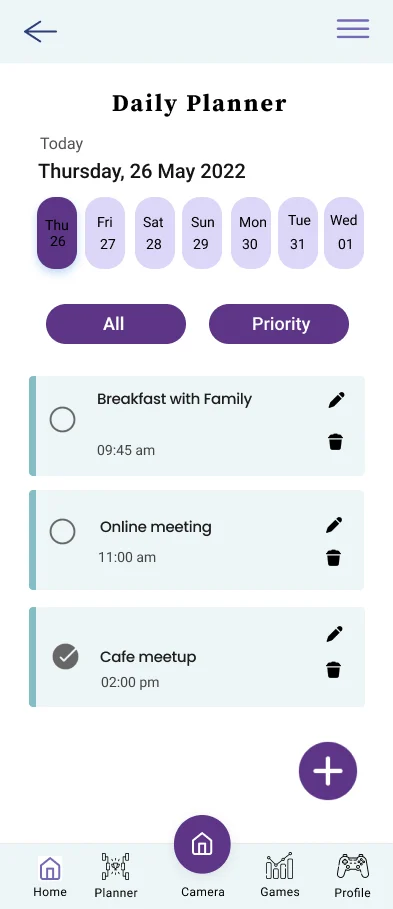 Daily Planner
Today
Thursday, 26 May 2022
Thu Fri Sat Sun Mon Tue Wed
26 27 28 29 30 31 01
All Priority
Breakfast with Family
09:45 am
Online meeting
11:00 am
Cafe meetup
02:00 pm
Home Planner Camera Games Profile